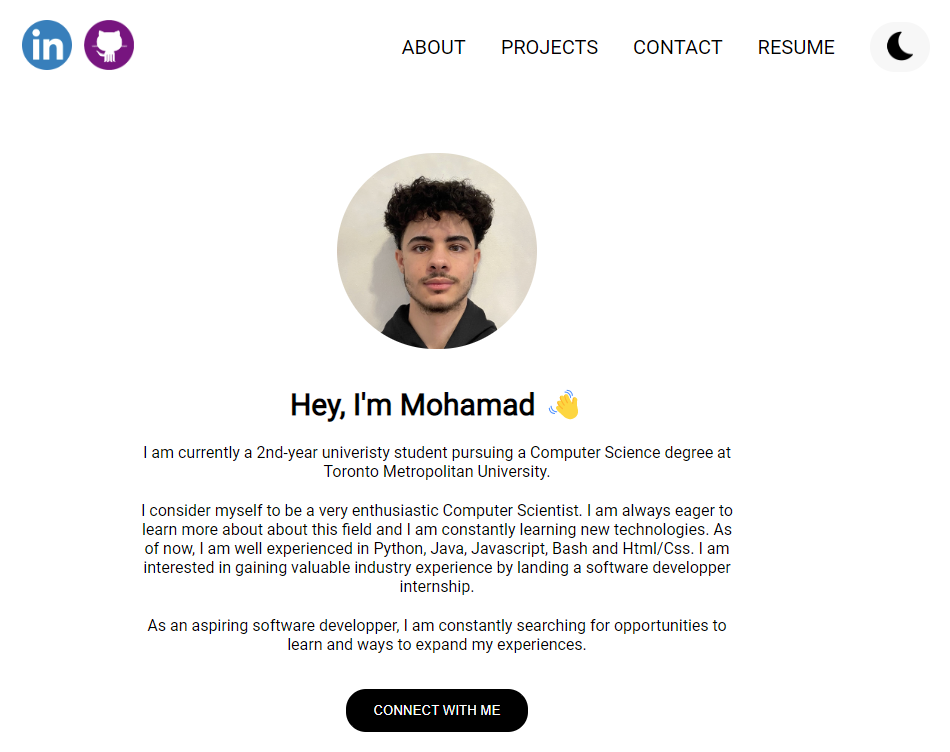 in
ABOUT PROJECTS CONTACT RESUME
Hey, I'm Mohamad
I am currently a 2nd-year univeristy student pursuing a Computer Science degree at
Toronto Metropolitan University.
I consider myself to be a very enthusiastic Computer Scientist. I am always eager to
learn more about about this field and I am constantly learning new technologies. As
of now, I am well experienced in Python, Java, Javascript, Bash and Html/Css. I am
interested in gaining valuable industry experience by landing a software developper
internship.
As an aspiring software developper, I am constantly searching for opportunities to
learn and ways to expand my experiences.
CONNECT WITH ME